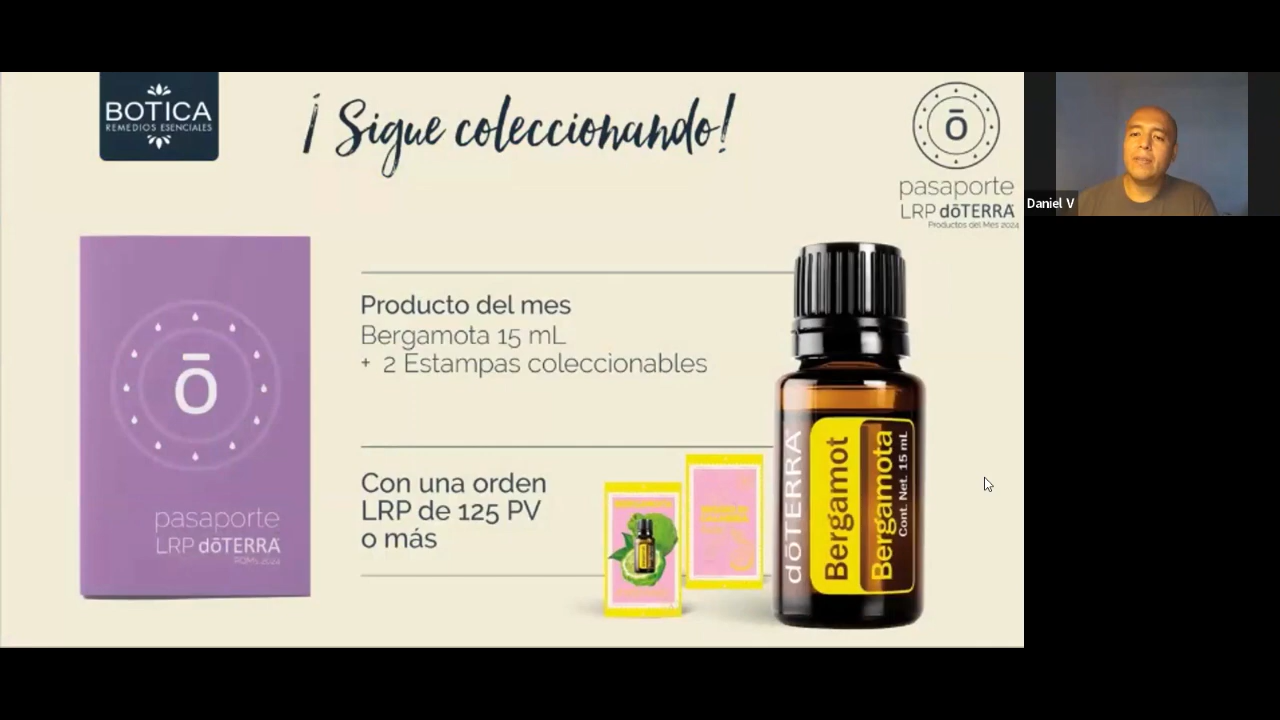 BOTICA
REMEDIOS ESENCIALES
¡Sigue coleccionando!
ō
pasaporte
LRP dōTERRA
Productos del Mes 2024
Daniel V
Producto del mes
Bergamota 15 mL
+ 2 Estampas coleccionables
Con una orden
LRP de 125 PV
o más
ō
pasaporte
LRP dōTERRA
dōTERRA
Bergamot
Bergamota
Cont. Net. 15 mL